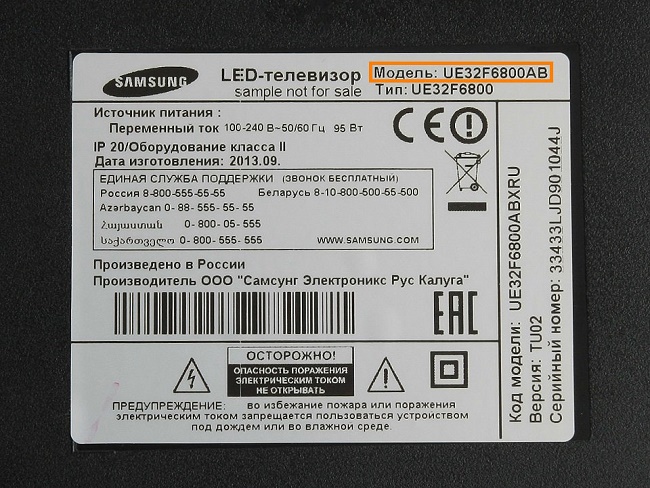 SAMSUNG
LED-телевизор
sample not for sale
Модель: UE32F6800AB
Тип: UE32F6800
Источник питания :
Переменный ток 100-240 В~50/60 Гц 95 Вт
IP 20/Оборудование класса II
Дата изготовления: 2013.09.
ЕДИНАЯ СЛУЖБА ПОДДЕРЖКИ (ЗВОНОК БЕСПЛАТНЫЙ)
Россия 8-800-555-55-55 Беларусь 8-10-800-500-55-500
Azərbaycan 0- 88- 555- 55- 55
Հայաստան 0- 800- 05- 555
საქართველო 0- 800- 555- 555 WWW.SAMSUNG.COM
Произведено в России
Производитель ООО "Самсунг Электроникс Рус Калуга"
CE
EAC
ОСТОРОЖНО!
ОПАСНОСТЬ ПОРАЖЕНИЯ
ЭЛЕКТРИЧЕСКИМ ТОКОМ
НЕ ОТКРЫВАТЬ
ПРЕДУПРЕЖДЕНИЕ: во избежание пожара или поражения
электрическим током запрещается пользоваться устройством
под дождем или во влажной среде.
Код модели: UE32F6800ABXRU
Версия: TU02
Серийный номер: 33433LJD901044J